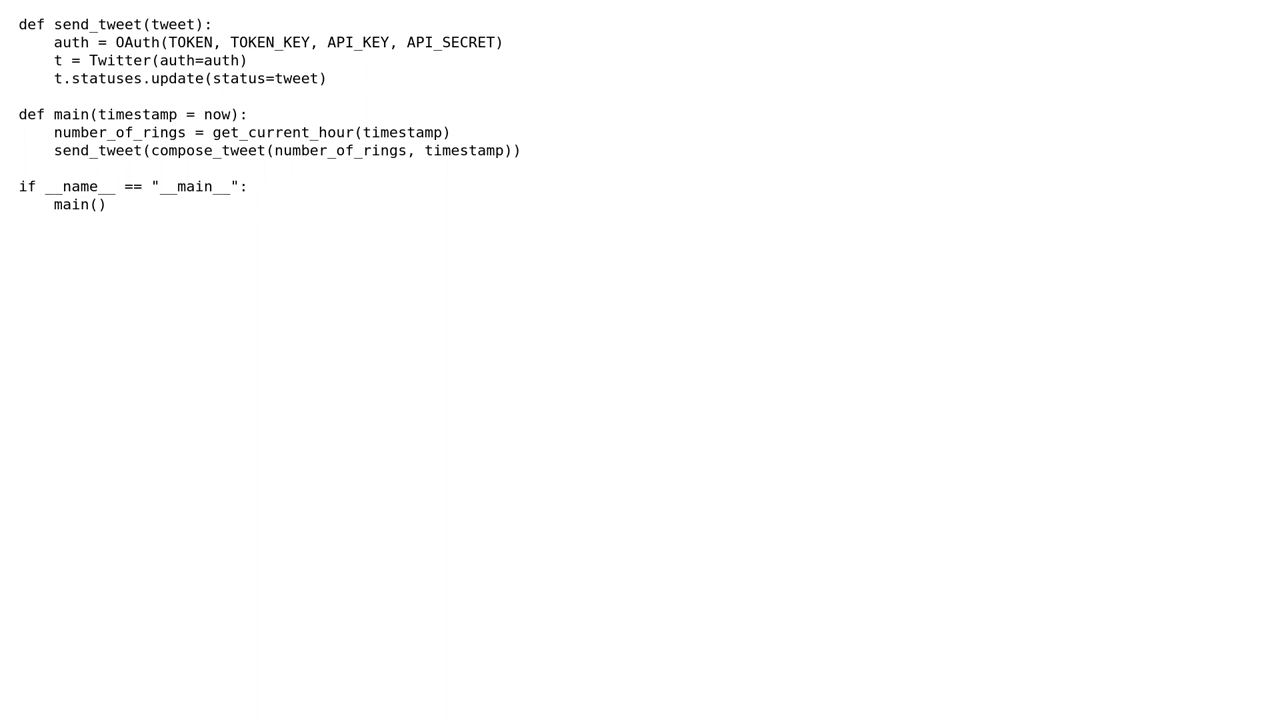 def send_tweet(tweet):
    auth = OAuth(TOKEN, TOKEN_KEY, API_KEY, API_SECRET)
    t = Twitter(auth=auth)
    t.statuses.update(status=tweet)

def main(timestamp = now):
    number_of_rings = get_current_hour(timestamp)
    send_tweet(compose_tweet(number_of_rings, timestamp))

if __name__ == "__main__":
    main()